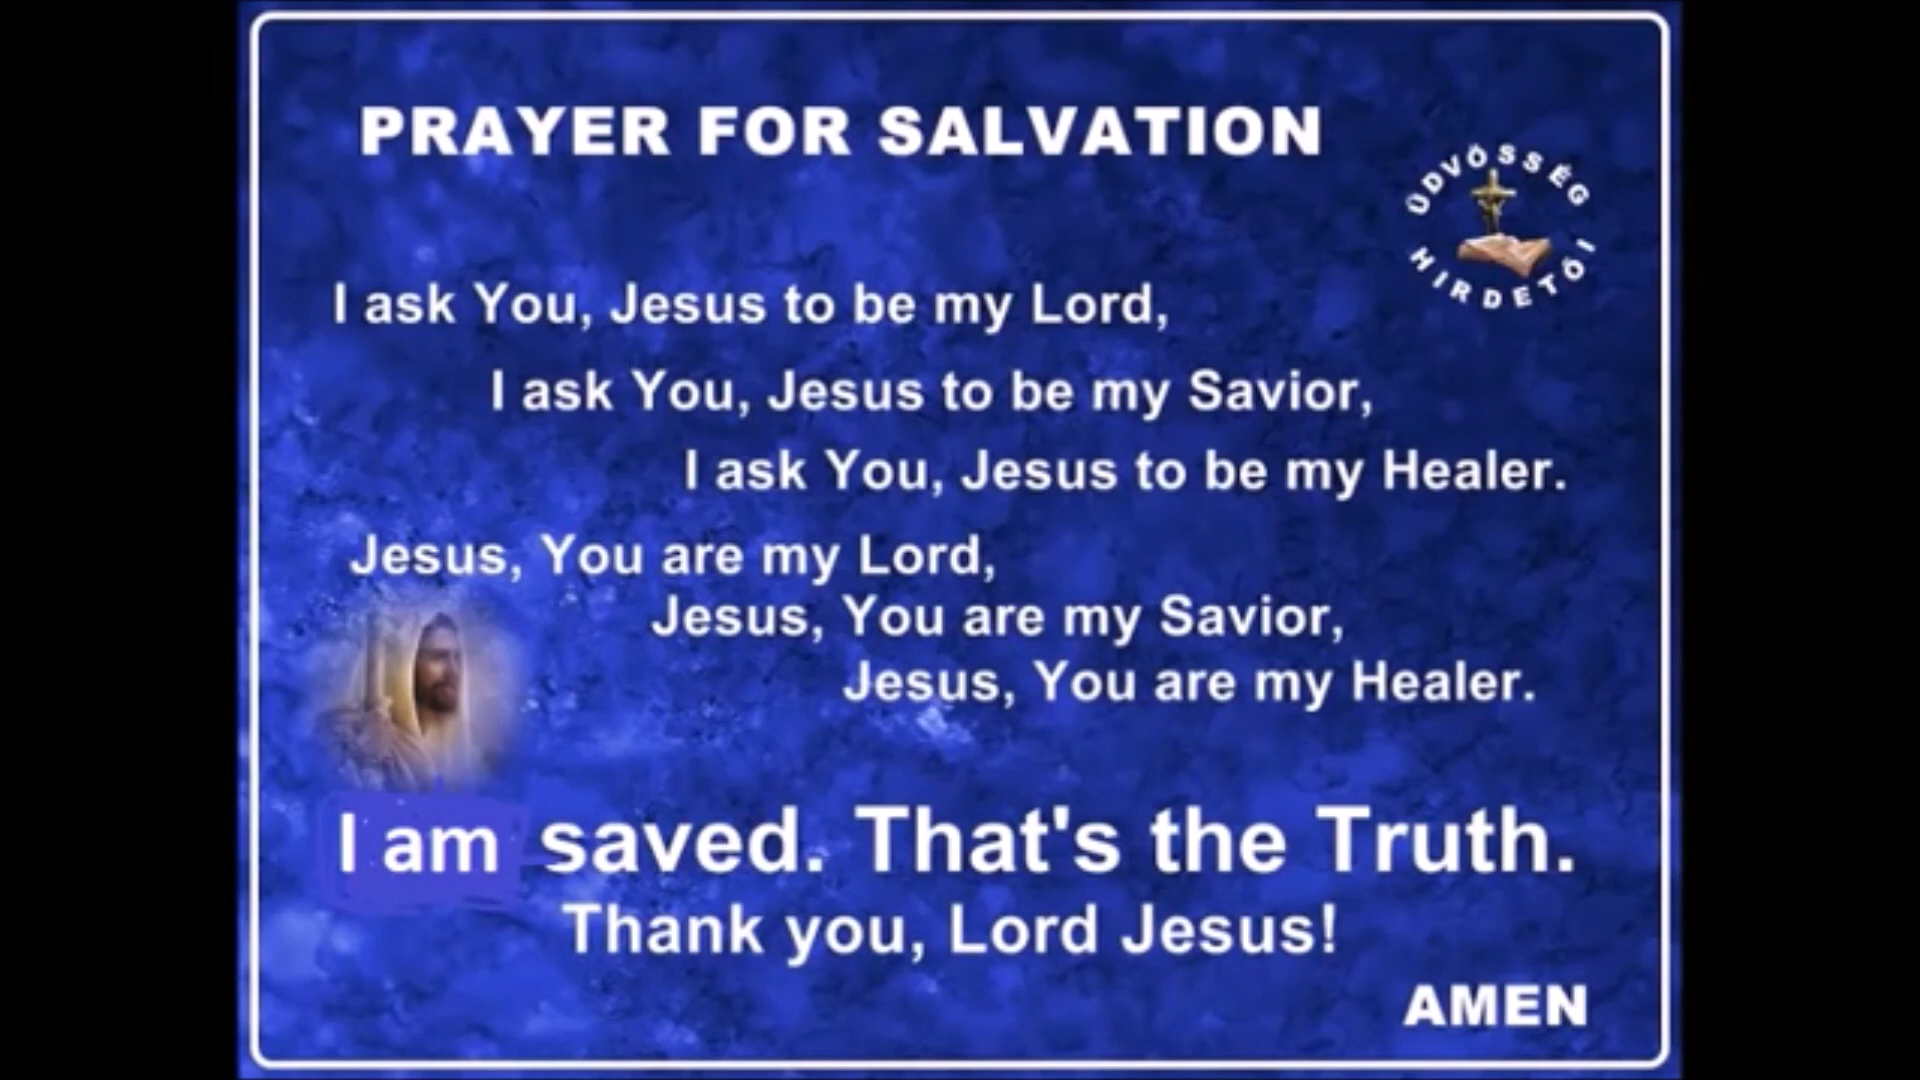 PRAYER FOR SALVATION
ÜDVÖSSÉG
HIRDETŐI
I ask You, Jesus to be my Lord,
I ask You, Jesus to be my Savior,
I ask You, Jesus to be my Healer.
Jesus, You are my Lord,
Jesus, You are my Savior,
Jesus, You are my Healer.
I am saved. That's the Truth.
Thank you, Lord Jesus!
AMEN